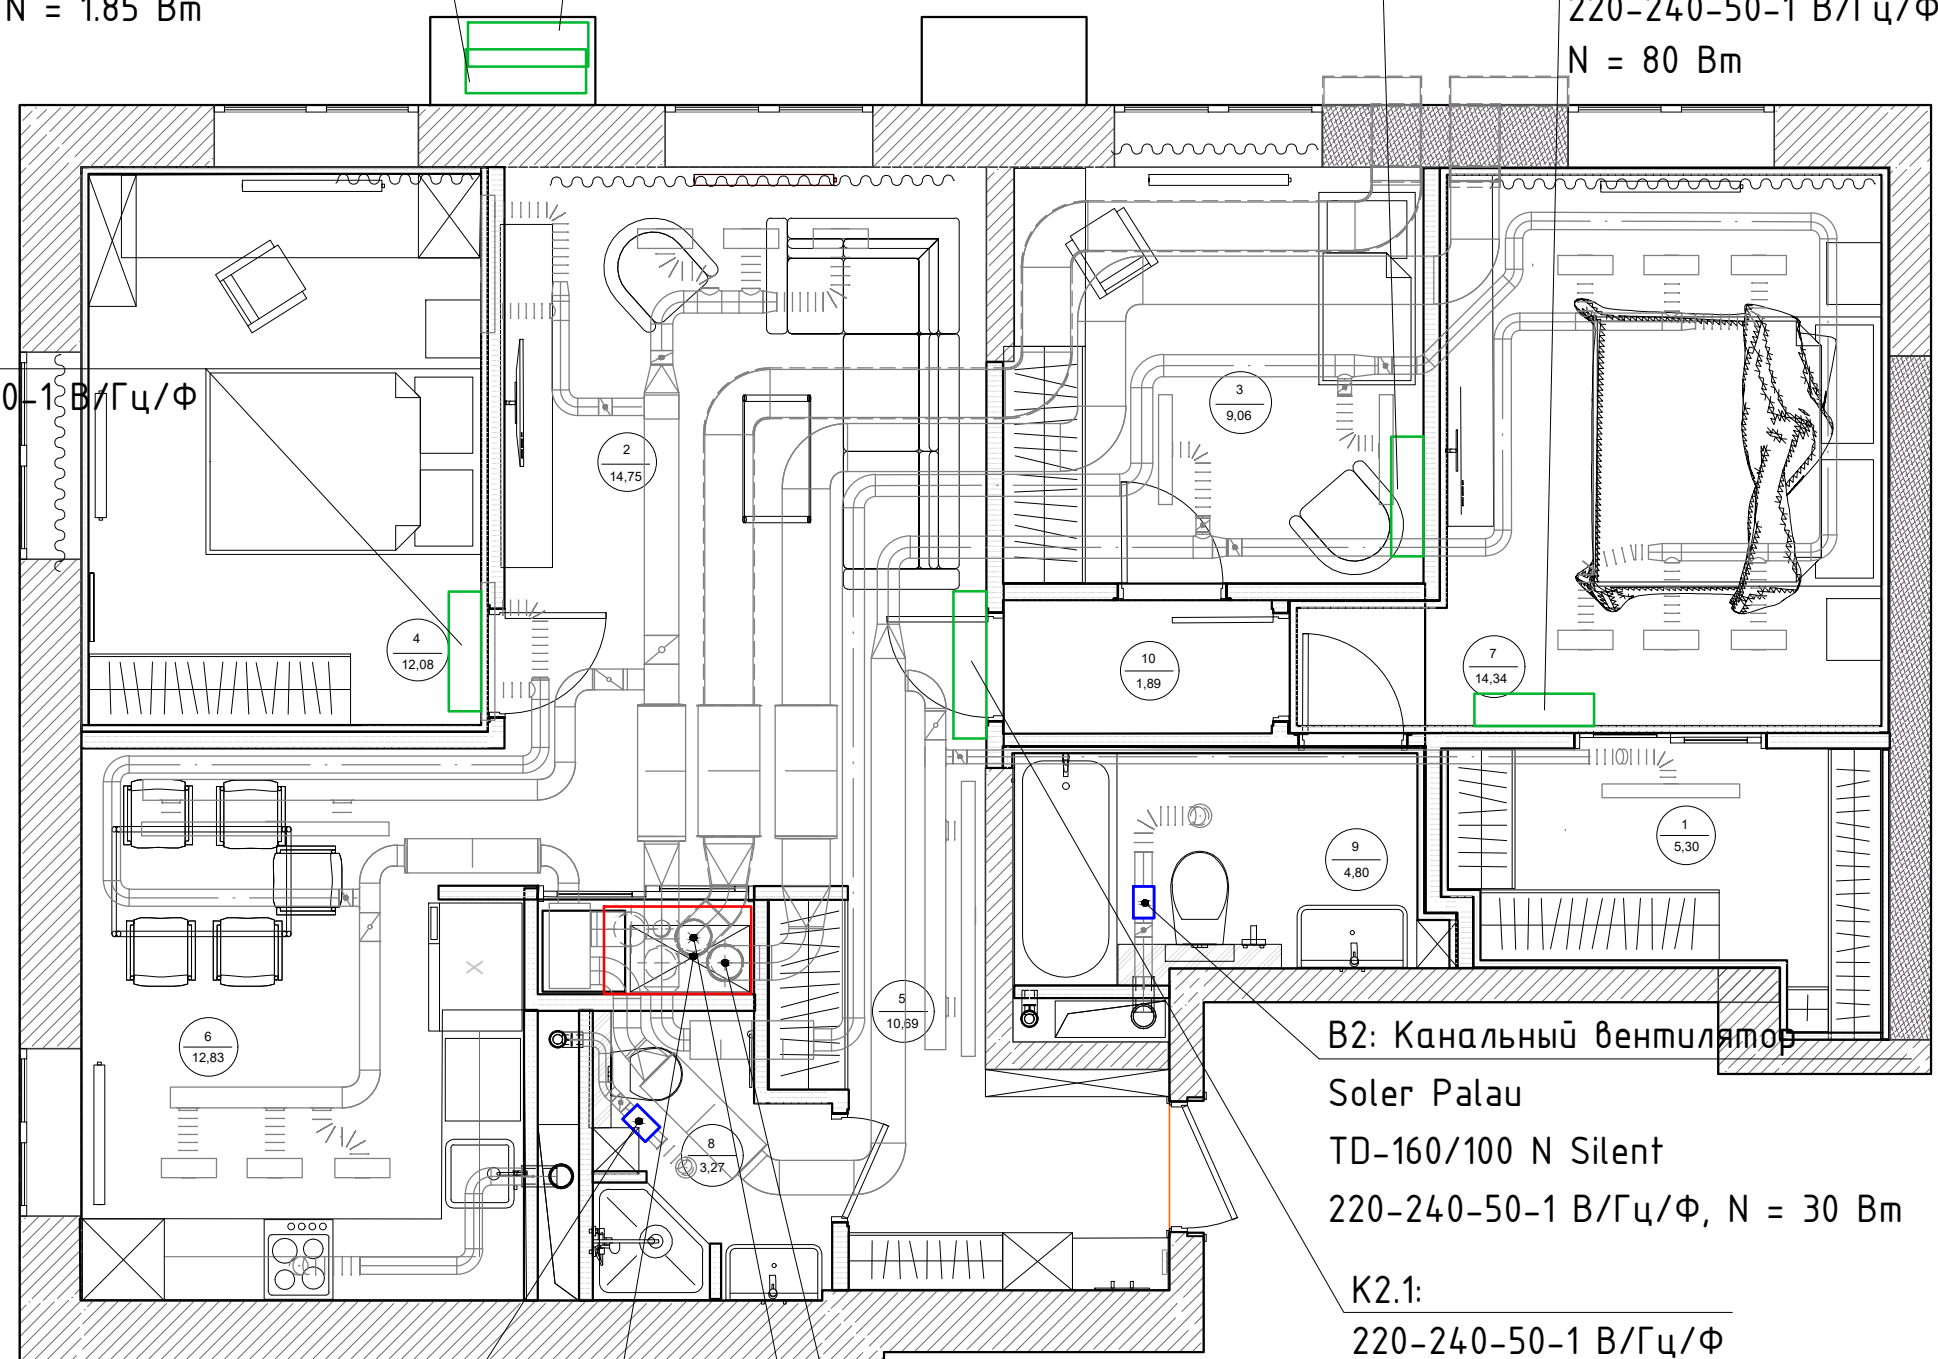 N = 1.85 Вт
220-240-50-1 В/Гц/Ф
N = 80 Вт
0-1 В/Гц/Ф
3
9,06
2
14,75
4
12,08
10
1,89
7
14,34
1
5,30
9
4,80
5
10,69
6
12,83
8
3,27
В2: Канальный вентилятор
Soler Palau
TD-160/100 N Silent
220-240-50-1 В/Гц/Ф, N = 30 Вт
К2.1:
220-240-50-1 В/Гц/Ф